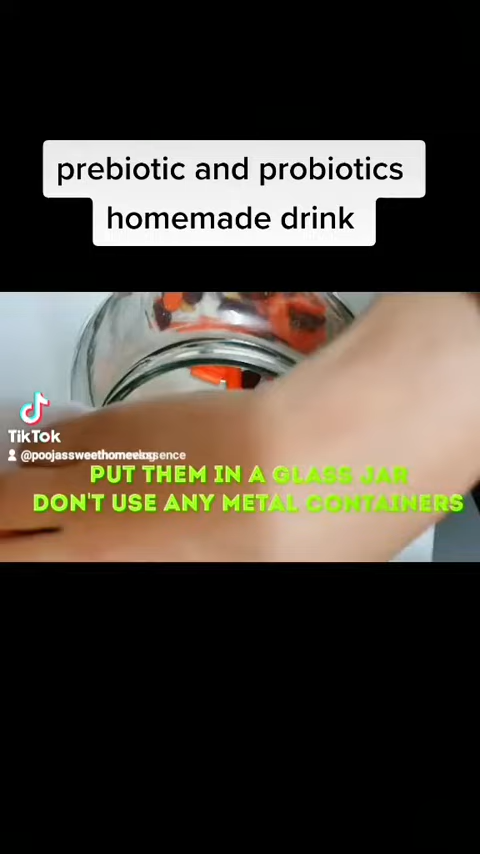 prebiotic and probiotics
homemade drink
TikTok
PUT THEM IN A GLASS JAR
DON'T USE ANY METAL CONTAINERS